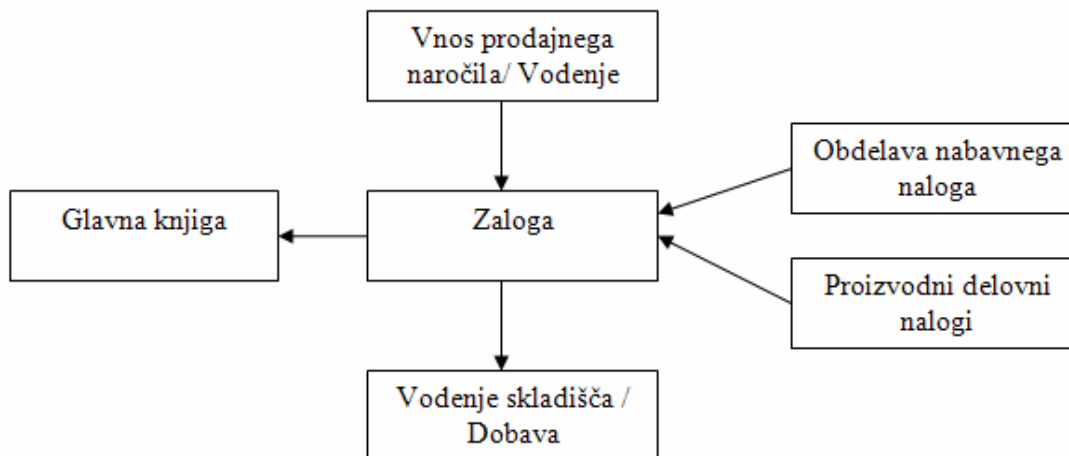 Vnos prodajnega
naročila/ Vodenje
Obdelava nabavnega
naloga
Glavna knjiga
Zaloga
Proizvodni delovni
nalogi
Vodenje skladišča /
Dobava